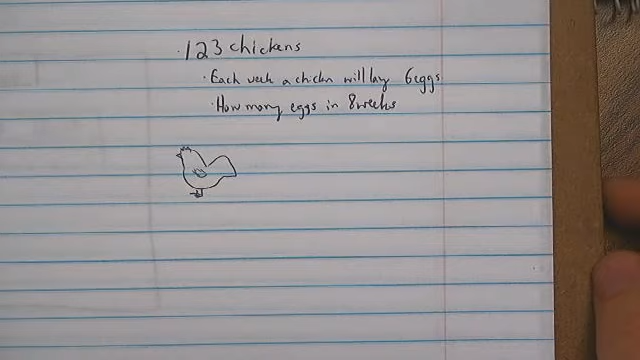 · 123 chickens
· Each week a chicken will lay 6 eggs
· How many eggs in 8 weeks